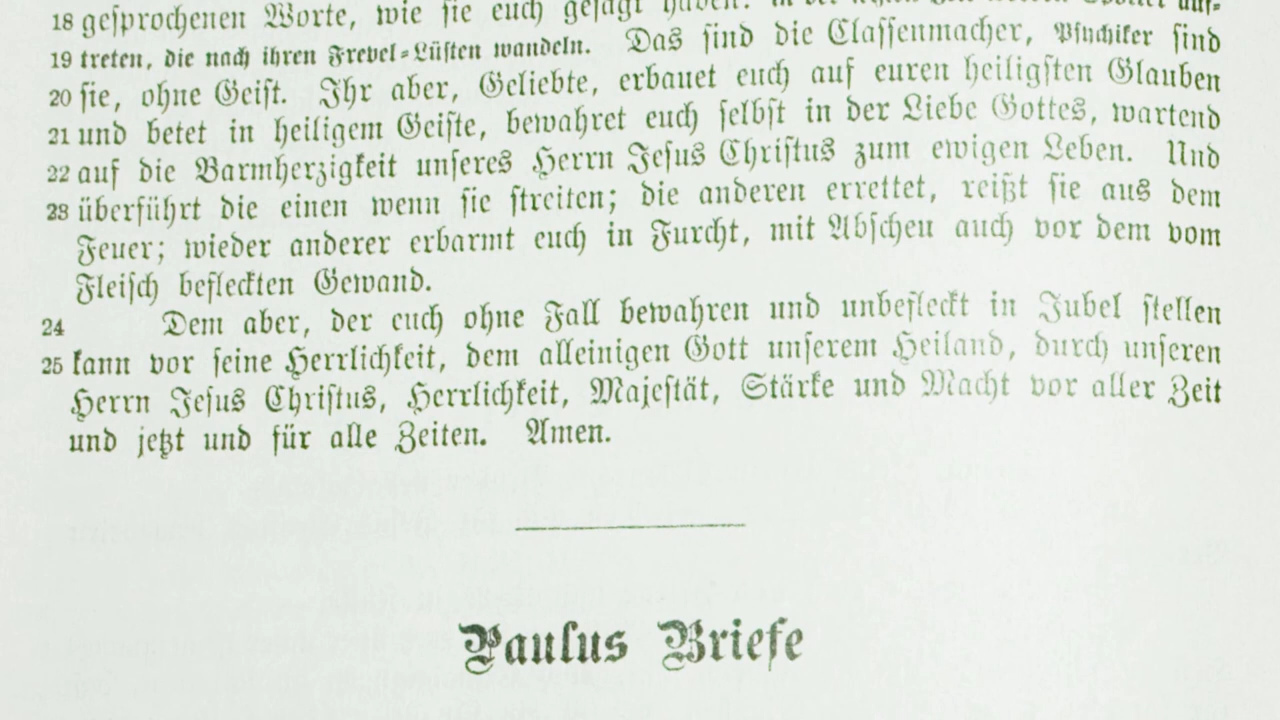 18 gesprochenen Worte, wie sie euch gesagt haben: in der letzten Zeit werden Spötter auf-
19 treten, die nach ihren Frevel-Lüsten wandeln. Das sind die Classenmacher, Psychiker sind
20 sie, ohne Geist. Ihr aber, Geliebte, erbauet euch auf euren heiligsten Glauben
21 und betet in heiligem Geiste, bewahret euch selbst in der Liebe Gottes, wartend
22 auf die Barmherzigkeit unseres Herrn Jesus Christus zum ewigen Leben. Und
23 überführt die einen wenn sie streiten; die anderen errettet, reißt sie aus dem
Feuer; wieder anderer erbarmt euch in Furcht, mit Abscheu auch vor dem vom
Fleisch befleckten Gewand.
24 Dem aber, der euch ohne Fall bewahren und unbefleckt in Jubel stellen
25 kann vor seine Herrlichkeit, dem alleinigen Gott unserem Heiland, durch unseren
Herrn Jesus Christus, Herrlichkeit, Majestät, Stärke und Macht vor aller Zeit
und jetzt und für alle Zeiten. Amen.
Paulus Briefe